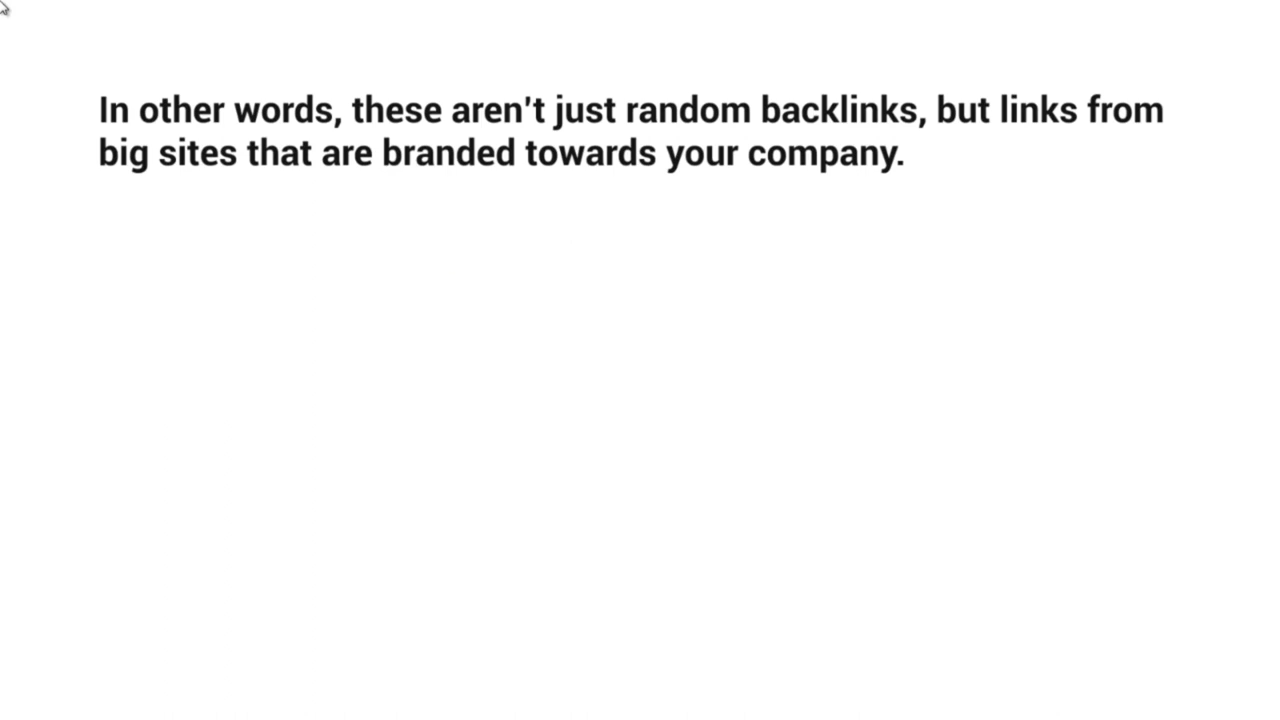 In other words, these aren't just random backlinks, but links from
big sites that are branded towards your company.